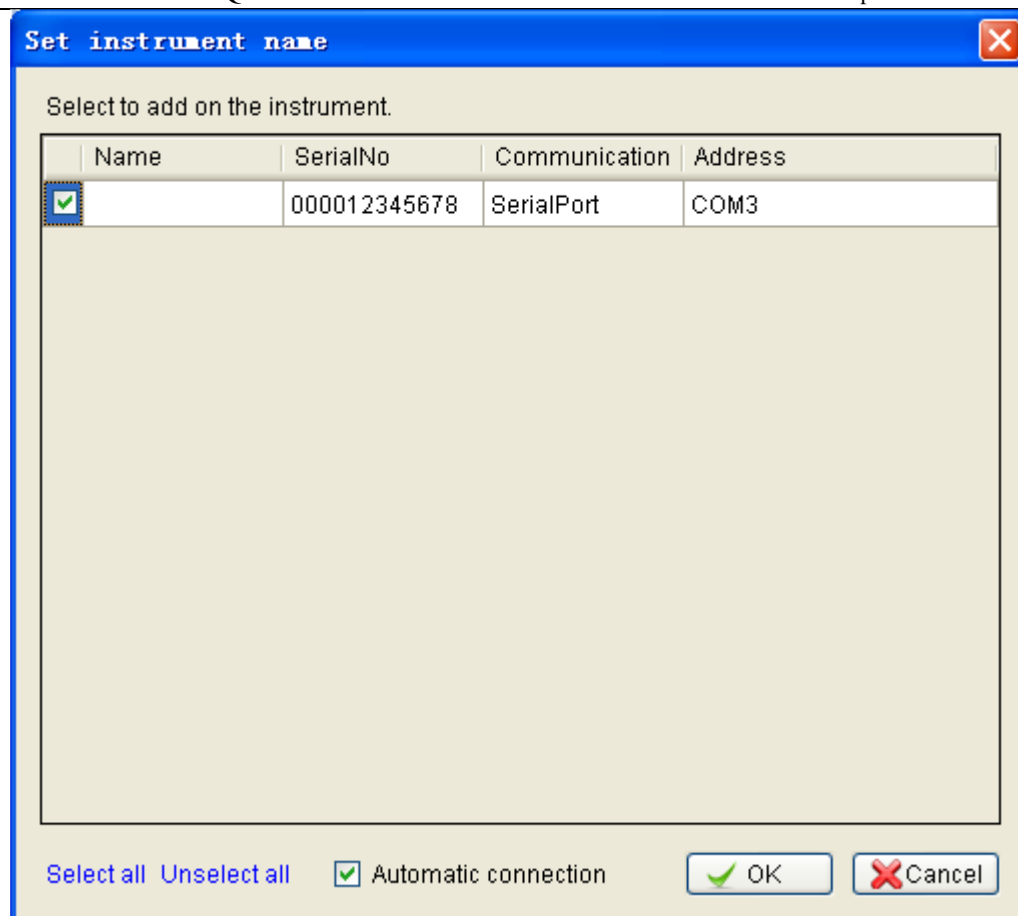 Set instrument name
Select to add on the instrument.
Name SerialNo Communication Address
000012345678 SerialPort COM3
Select all Unselect all Automatic connection OK Cancel